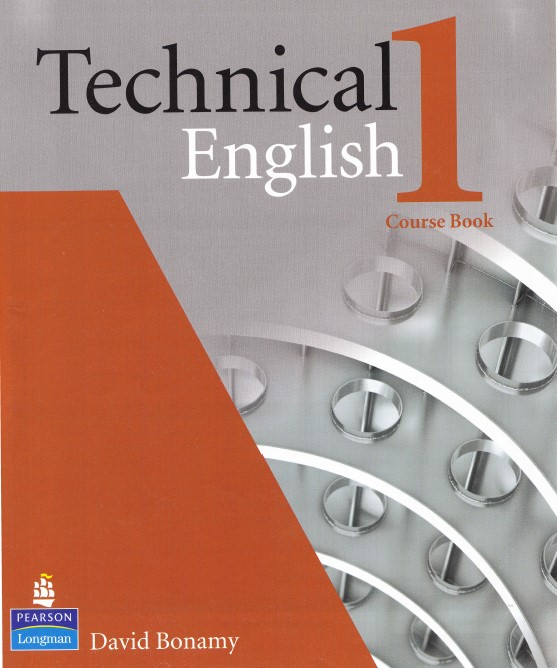 Technical
English
1
Course Book
PEARSON
Longman
David Bonamy